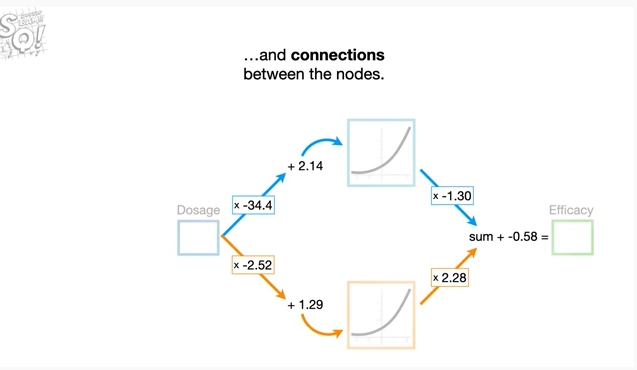 SQ!
…and connections
between the nodes.
+ 2.14
x -34.4
x -1.30
Dosage
Efficacy
sum + -0.58 =
x -2.52
x 2.28
+ 1.29